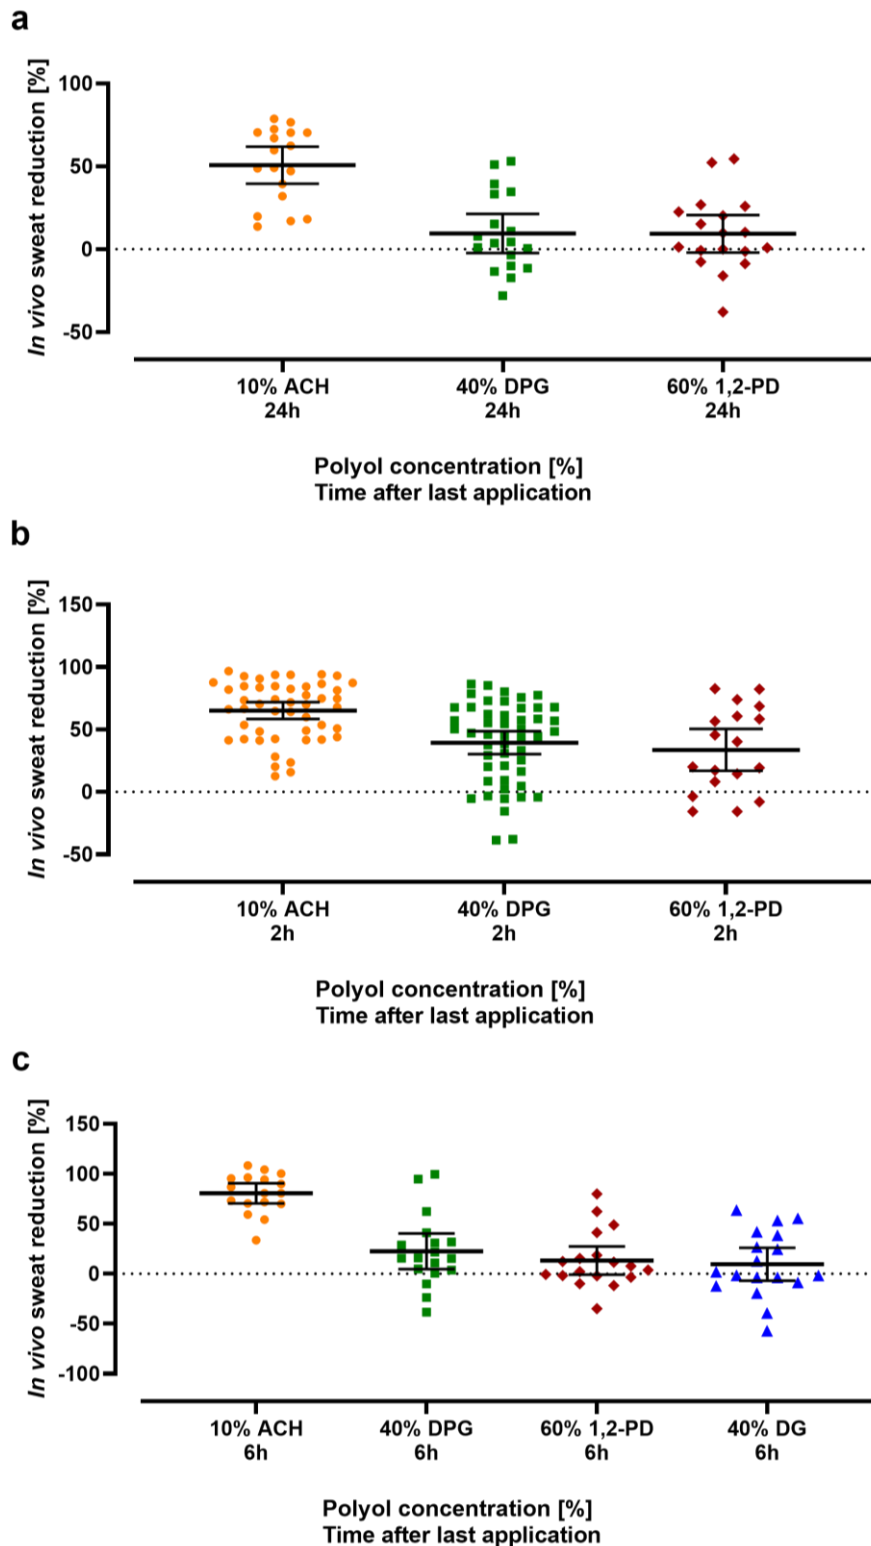 a
In vivo sweat reduction [%]
100
50
0
-50
10% ACH 40% DPG 60% 1,2-PD
24h 24h 24h
Polyol concentration [%]
Time after last application
b
In vivo sweat reduction [%]
150
100
50
0
-50
10% ACH 40% DPG 60% 1,2-PD
2h 2h 2h
Polyol concentration [%]
Time after last application
c
In vivo sweat reduction [%]
150
100
50
0
-50
-100
10% ACH 40% DPG 60% 1,2-PD 40% DG
6h 6h 6h 6h
Polyol concentration [%]
Time after last application